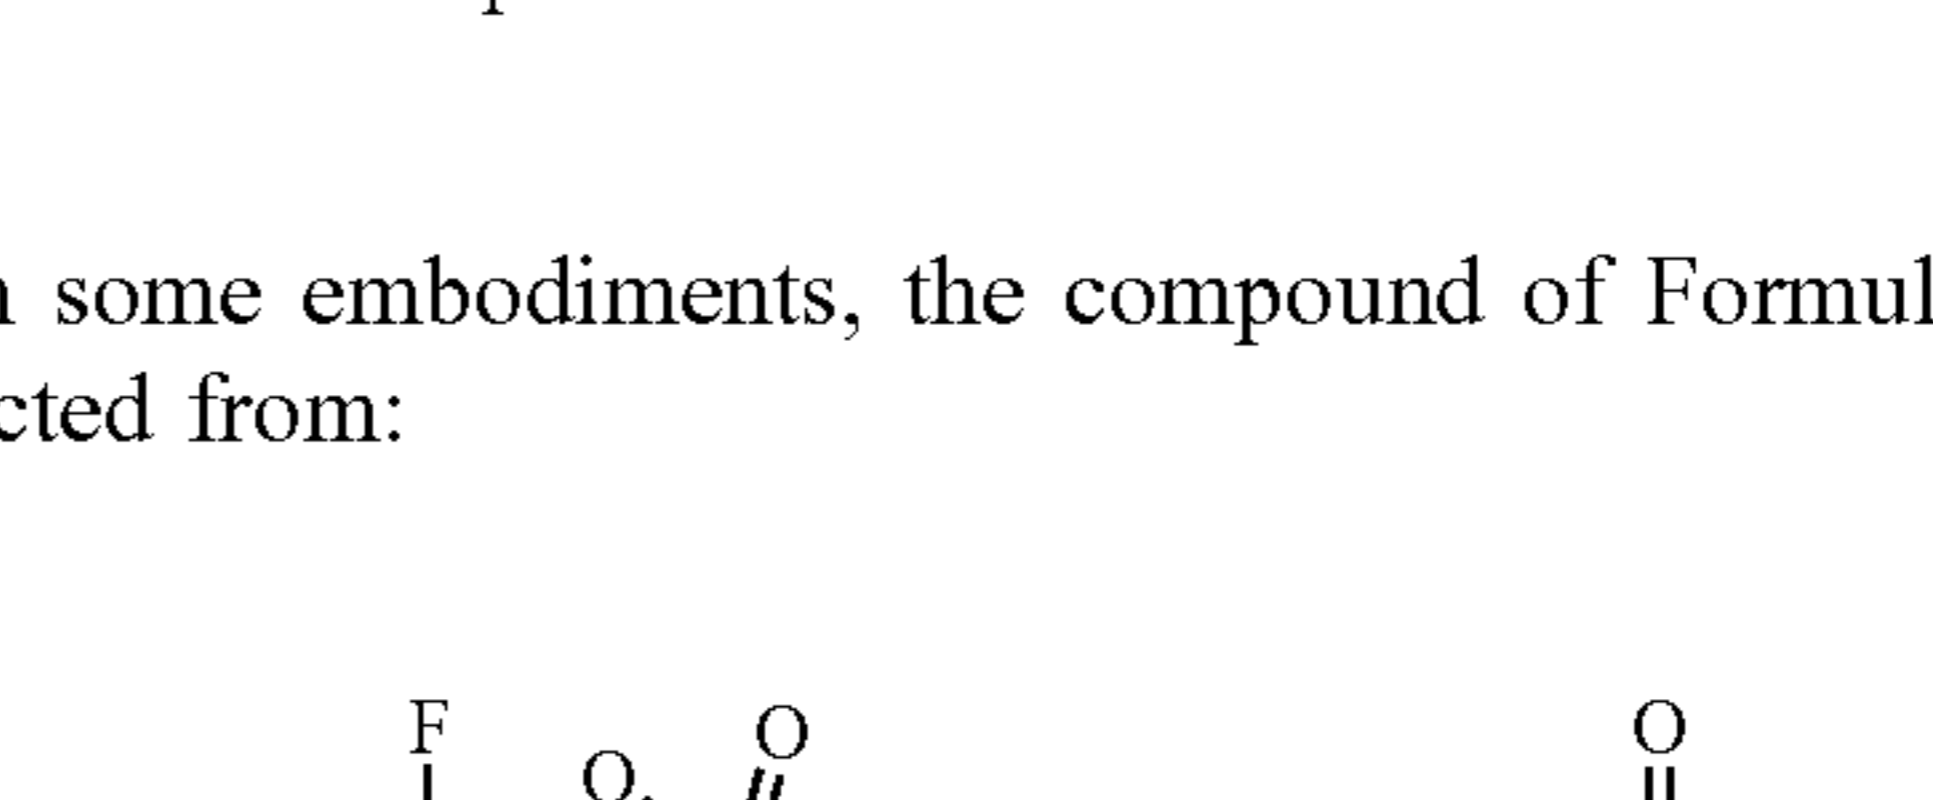 some embodiments, the compound of Formul
cted from:
F O O
O